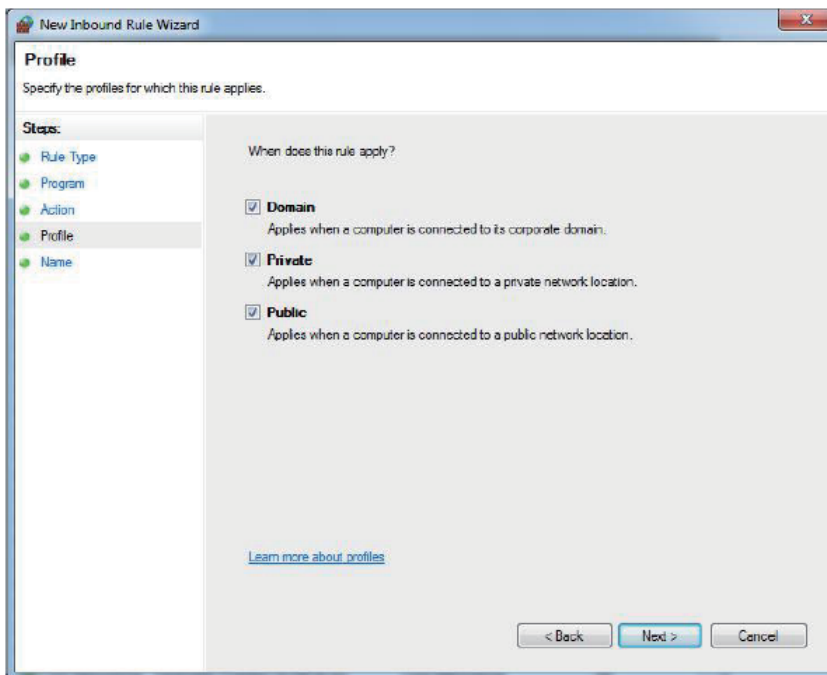 New Inbound Rule Wizard
Profile
Specify the profiles for which this rule applies.
Steps:
Rule Type
Program
Action
Profile
Name
When does this rule apply?
Domain
Applies when a computer is connected to its corporate domain.
Private
Applies when a computer is connected to a private network location.
Public
Applies when a computer is connected to a public network location.
Learn more about profiles
< Back
Next >
Cancel